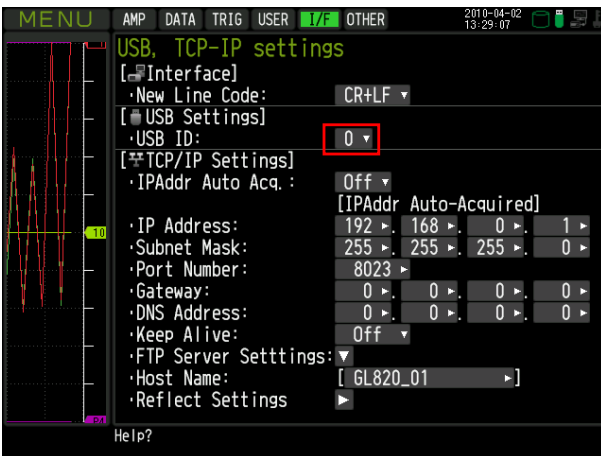 MENU AMP DATA TRIG USER I/F OTHER 2010-04-02
13:29:07
USB, TCP-IP settings
[Interface]
·New Line Code: CR+LF ▼
[USB Settings]
·USB ID: 0 ▼
[TCP/IP Settings]
·IPAddr Auto Acq.: Off ▼
[IPAddr Auto-Acquired]
·IP Address: 192 ►. 168 ►. 0 ►. 1 ►
·Subnet Mask: 255 ►. 255 ►. 255 ►. 0 ►
·Port Number: 8023 ►
·Gateway: 0 ►. 0 ►. 0 ►. 0 ►
·DNS Address: 0 ►. 0 ►. 0 ►. 0 ►
·Keep Alive: Off ▼
·FTP Server Setttings: ▼
·Host Name: [ GL820_01 ►]
·Reflect Settings ►
10
Help?